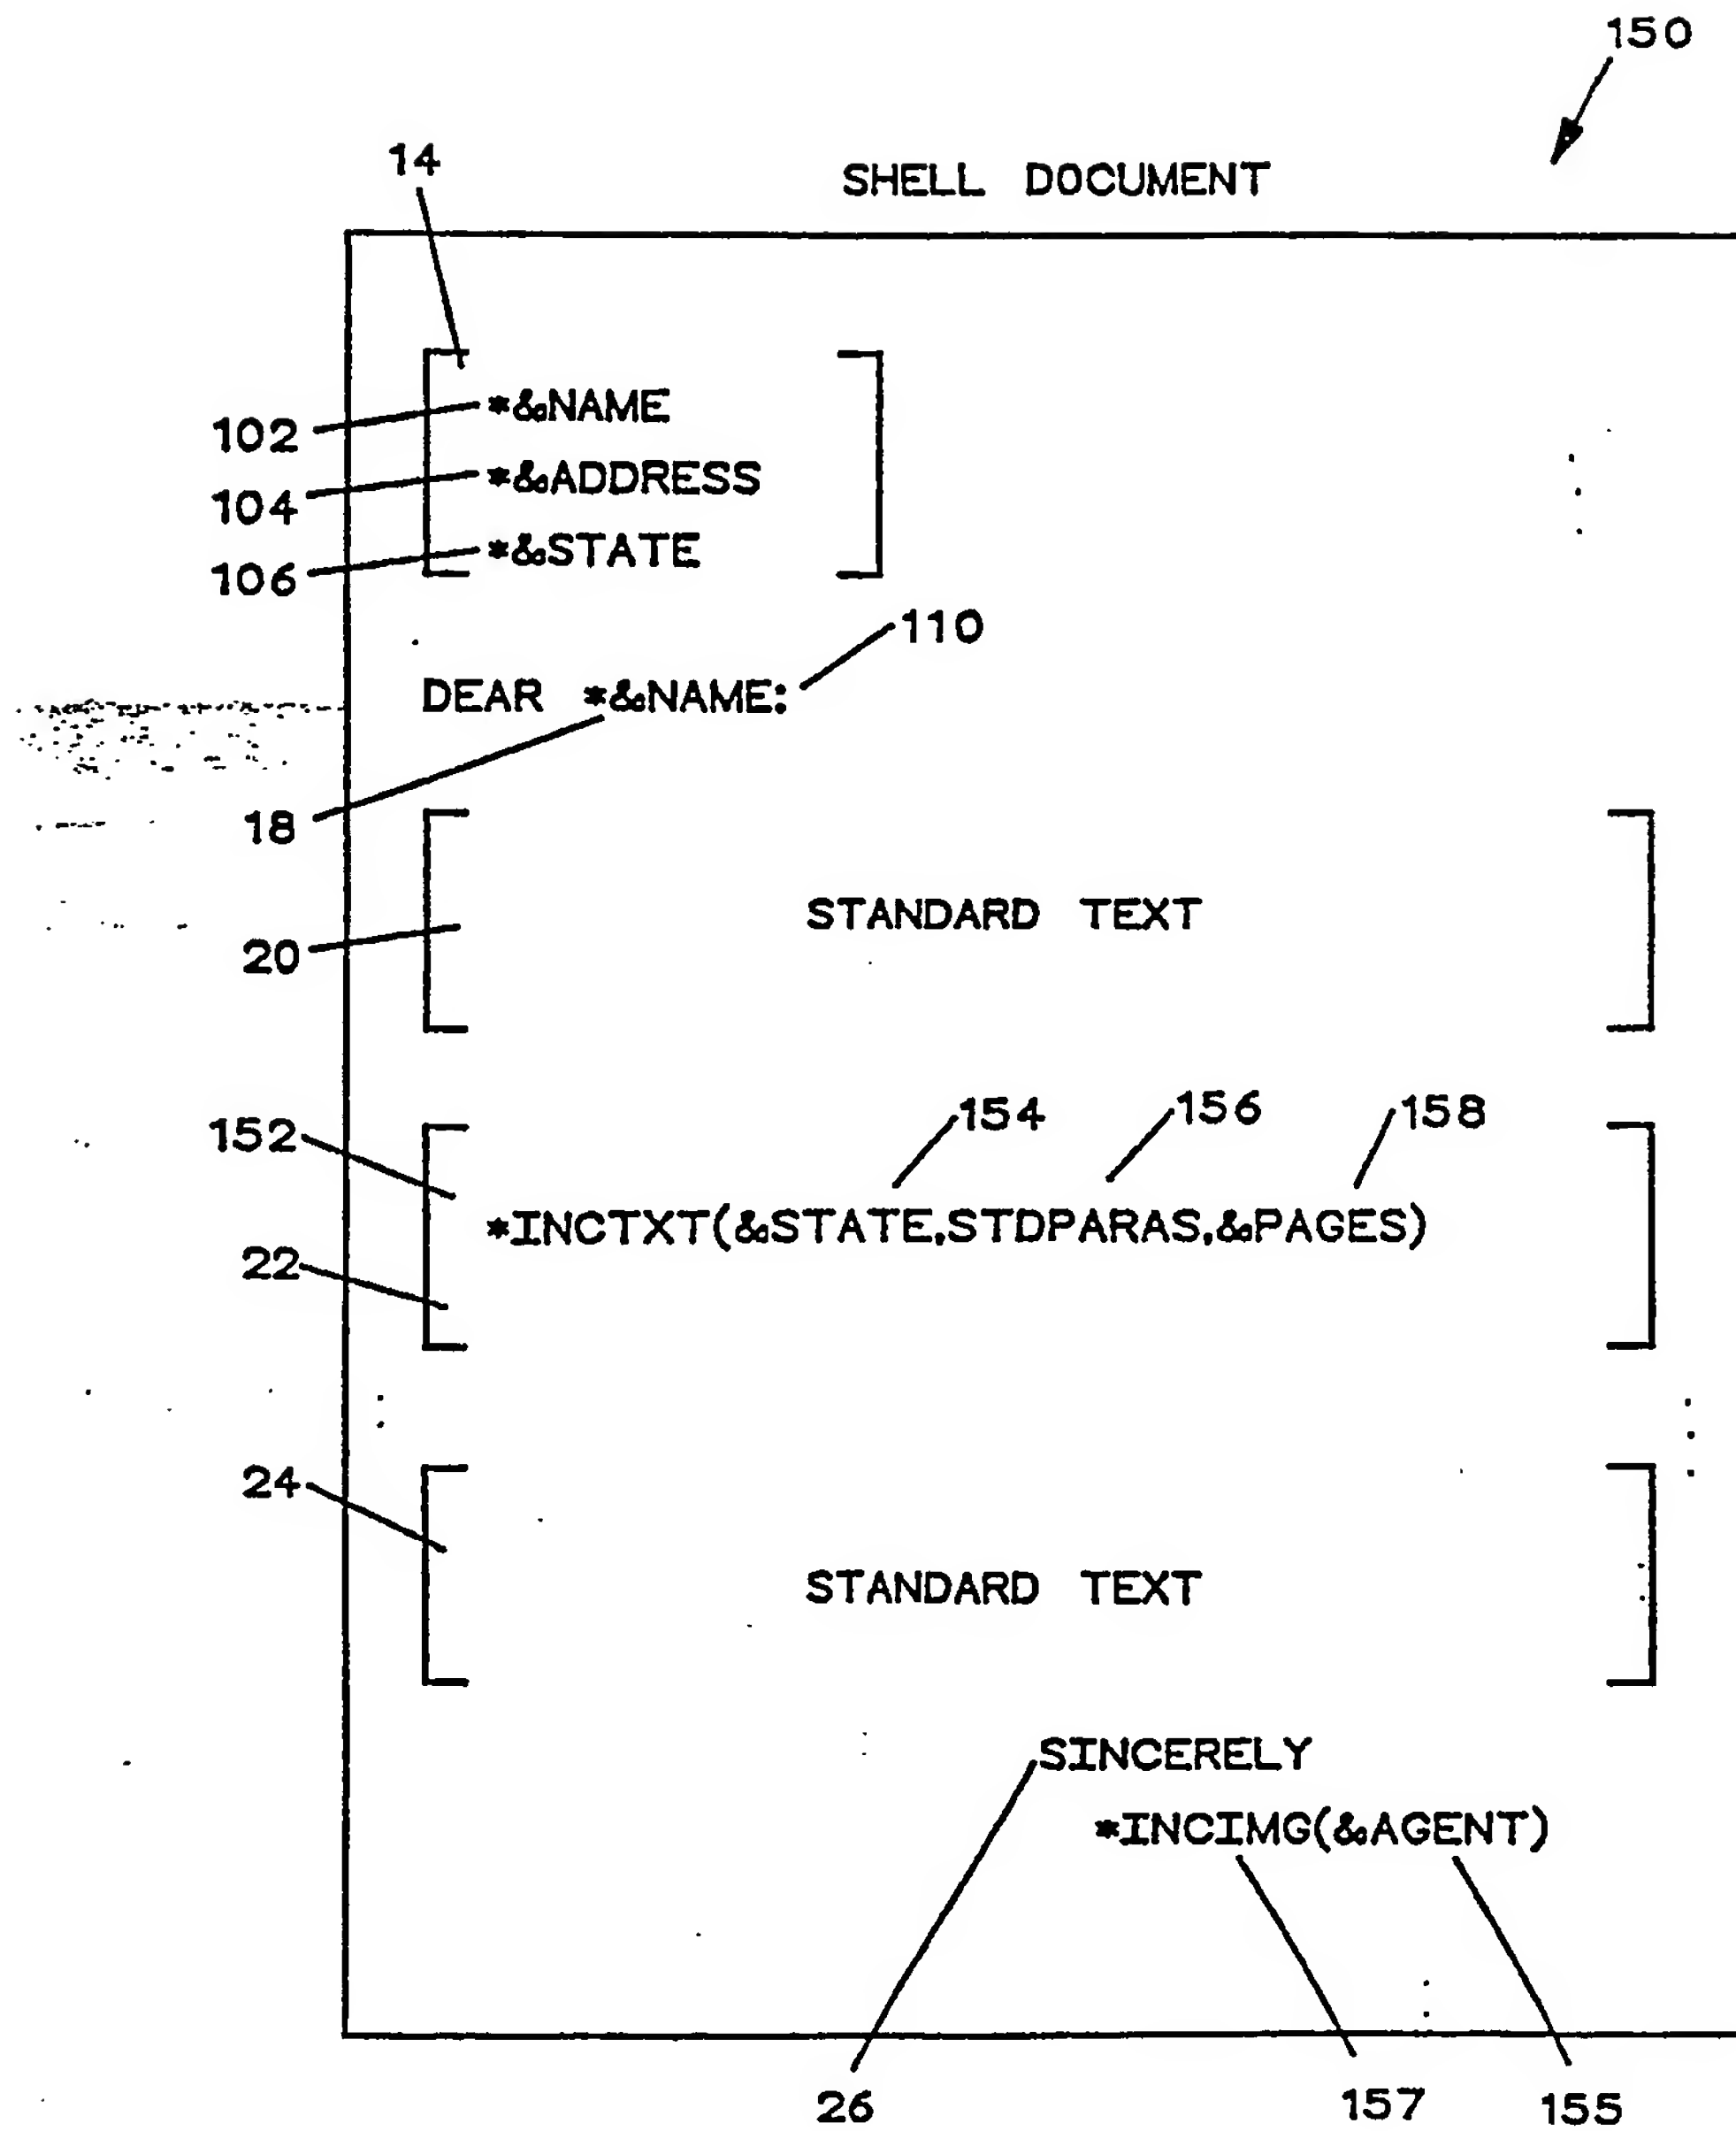 150
14
SHELL DOCUMENT
102 *&NAME
104 *&ADDRESS
106 *&STATE
110
DEAR *&NAME:
18
STANDARD TEXT
20
152 154 156 158
*INCTXT(&STATE,STDPARAS,&PAGES)
22
24
STANDARD TEXT
SINCERELY
*INCIMG(&AGENT)
26 157 155